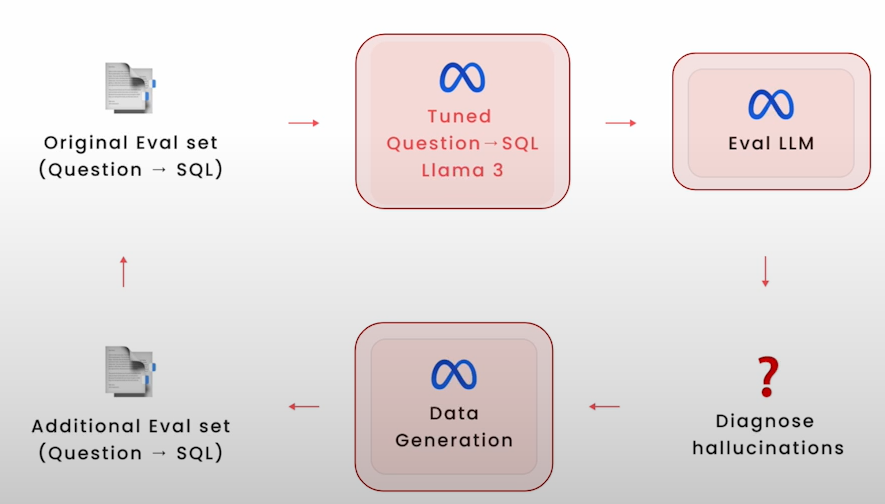 Original Eval set
(Question → SQL)
Tuned
Question→SQL
Llama 3
Eval LLM
Additional Eval set
(Question → SQL)
Data
Generation
?
Diagnose
hallucinations